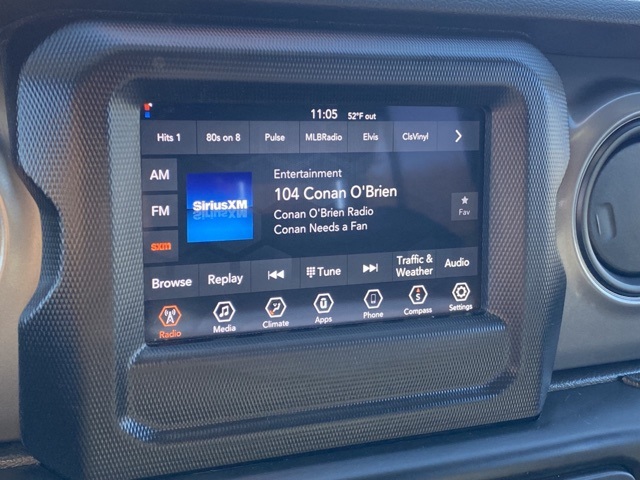 11:05 52°F out
Hits 1 80s on 8 Pulse MLBRadio Elvis ClsVinyl
AM
FM
sxm
SiriusXM
Entertainment
104 Conan O'Brien
Conan O'Brien Radio
Conan Needs a Fan
Fav
Browse Replay Tune Traffic & Weather Audio
Radio Media Climate Apps Phone Compass Settings
S